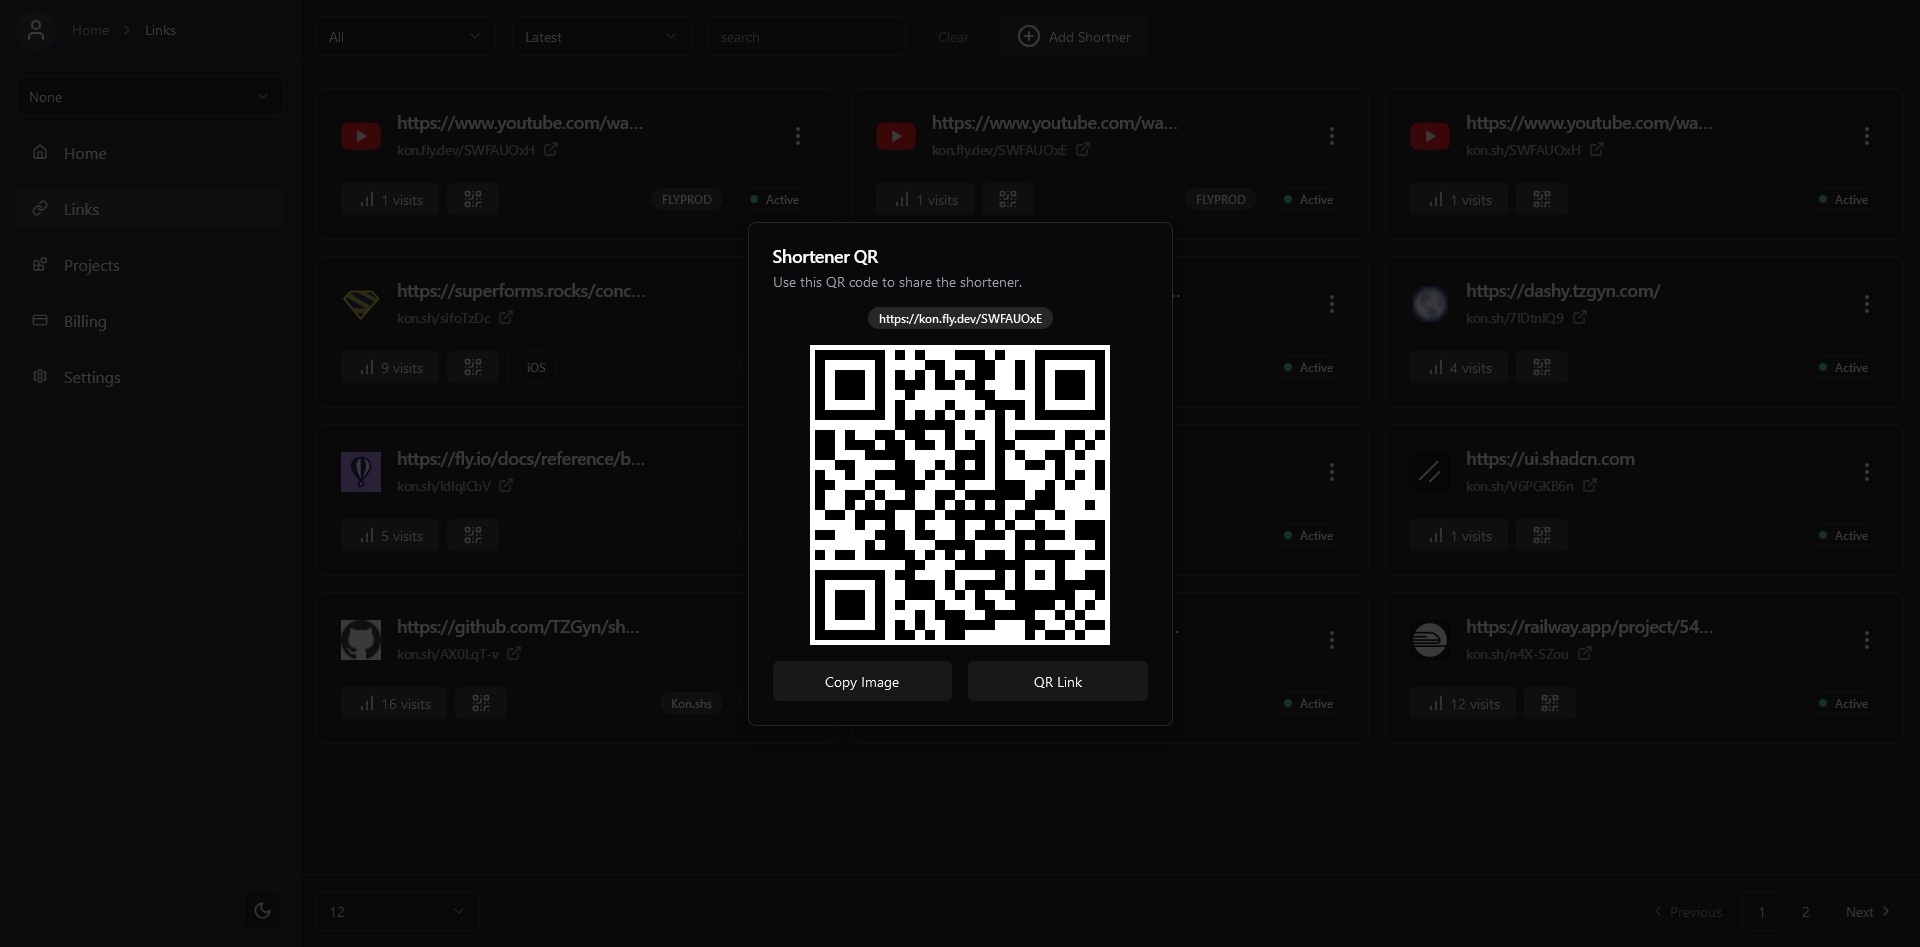 Home > Links
All
Latest
search
Clear
Add Shortner
None
Home
Links
Projects
Billing
Settings
https://www.youtube.com/wa...
kon.fly.dev/SWFAUOxH
1 visits
FLYPROD
Active
https://www.youtube.com/wa...
kon.fly.dev/SWFAUOxE
1 visits
FLYPROD
Active
https://www.youtube.com/wa...
kon.sh/SWFAUOxH
1 visits
Active
https://superforms.rocks/conc...
kon.sh/sifoTzDc
9 visits
iOS
Active
https://dashy.tzgyn.com/
4 visits
Active
https://fly.io/docs/reference/b...
5 visits
Active
https://ui.shadcn.com
kon.sh/V6PGKB6n
1 visits
Active
https://github.com/TZGyn/sh...
kon.sh/AX0LqT-v
16 visits
Kon.shs
Active
https://railway.app/project/54...
kon.sh/n4X-SZou
12 visits
Active
Shortener QR
Use this QR code to share the shortener.
https://kon.fly.dev/SWFAUOxE
Copy Image
QR Link
12
Previous
1
2
Next